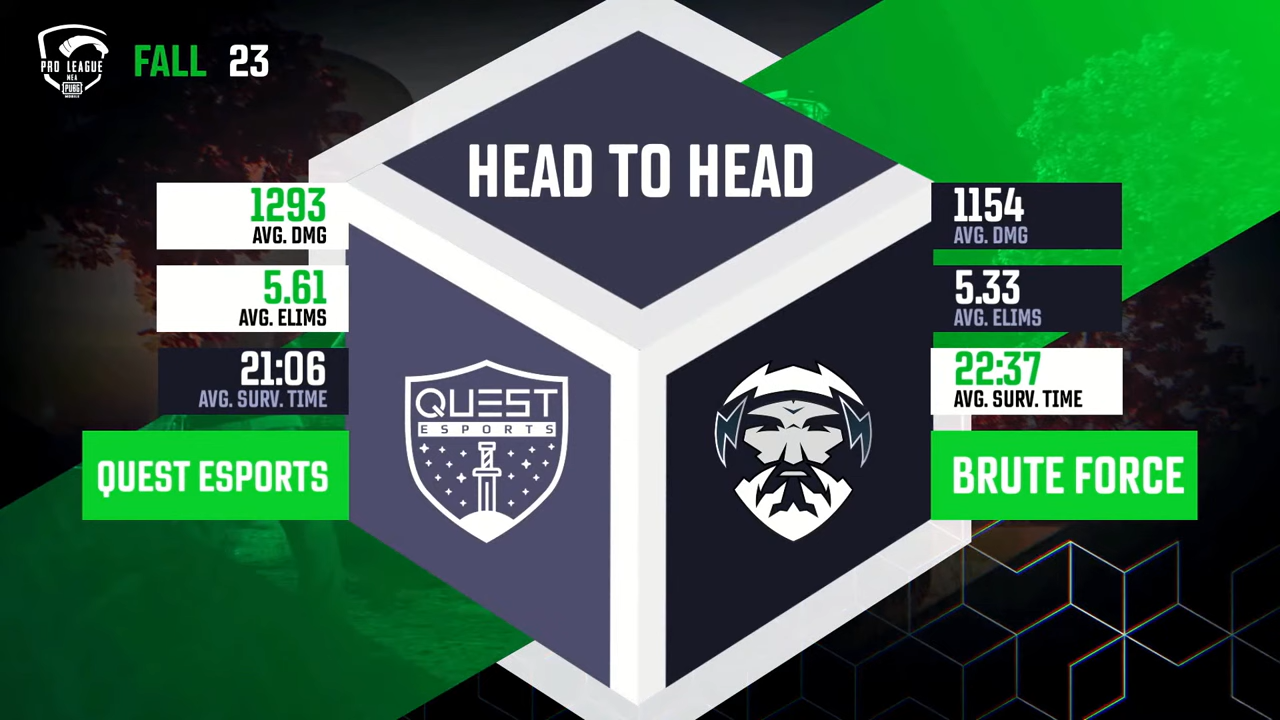 PRO LEAGUE
MEA
PUBG
MOBILE
FALL 23
HEAD TO HEAD
1293
AVG. DMG
5.61
AVG. ELIMS
21:06
AVG. SURV. TIME
QUEST ESPORTS
QUEST
ESPORTS
1154
AVG. DMG
5.33
AVG. ELIMS
22:37
AVG. SURV. TIME
BRUTE FORCE